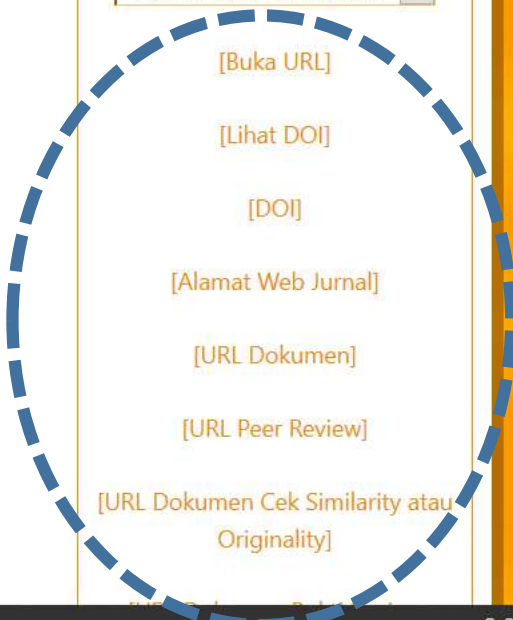 [Buka URL]
[Lihat DOI]
[DOI]
[Alamat Web Jurnal]
[URL Dokumen]
[URL Peer Review]
[URL Dokumen Cek Similarity atau
Originality]